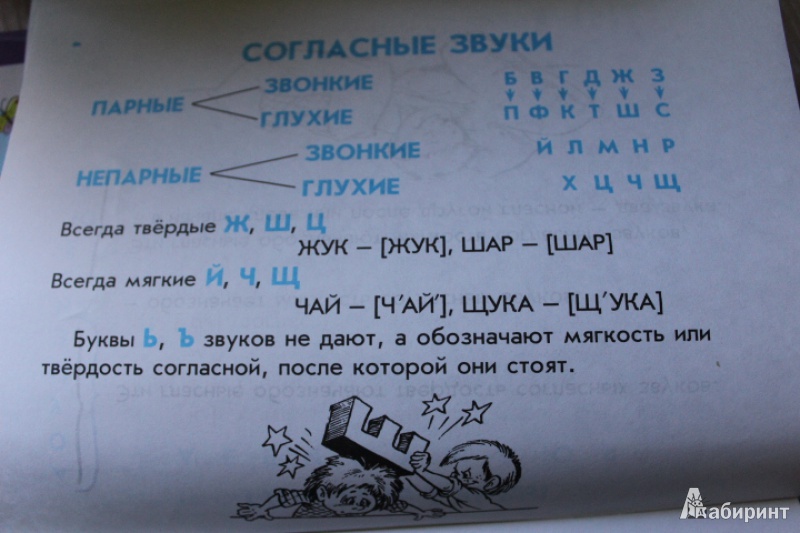 СОГЛАСНЫЕ ЗВУКИ
ПАРНЫЕ
ЗВОНКИЕ
Б В Г Д Ж З
ГЛУХИЕ
П Ф К Т Ш С
НЕПАРНЫЕ
ЗВОНКИЕ
Й Л М Н Р
ГЛУХИЕ
Х Ц Ч Щ
Всегда твёрдые Ж, Ш, Ц
ЖУК – [ЖУК], ШАР – [ШАР]
Всегда мягкие Й, Ч, Щ
ЧАЙ – [Ч'АЙ'], ЩУКА – [Щ'УКА]
Буквы Ь, Ъ звуков не дают, а обозначают мягкость или
твёрдость согласной, после которой они стоят.
Е
Лабиринт